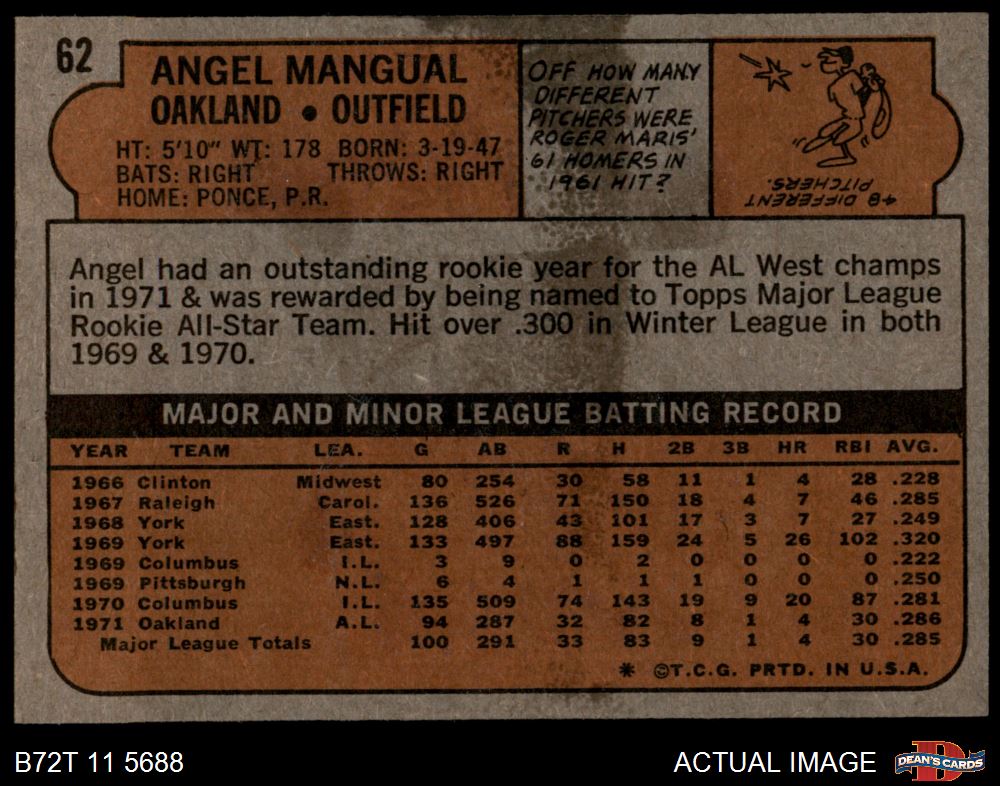 62
ANGEL MANGUAL
OAKLAND • OUTFIELD
HT: 5'10" WT: 178 BORN: 3-19-47
BATS: RIGHT THROWS: RIGHT
HOME: PONCE, P.R.
OFF HOW MANY
DIFFERENT
PITCHERS WERE
ROGER MARIS'
61 HOMERS IN
1961 HIT?
48 DIFFERENT
PITCHERS.
Angel had an outstanding rookie year for the AL West champs
in 1971 & was rewarded by being named to Topps Major League
Rookie All-Star Team. Hit over .300 in Winter League in both
1969 & 1970.
MAJOR AND MINOR LEAGUE BATTING RECORD
YEAR TEAM LEA. G AB R H 2B 3B HR RBI AVG.
1966 Clinton Midwest 80 254 30 58 11 1 4 28 .228
1967 Raleigh Carol. 136 526 71 150 18 4 7 46 .285
1968 York East. 128 406 43 101 17 3 7 27 .249
1969 York East. 133 497 88 159 24 5 26 102 .320
1969 Columbus I.L. 3 9 0 2 0 0 0 0 .222
1969 Pittsburgh N.L. 6 4 1 1 1 0 0 0 .250
1970 Columbus I.L. 135 509 74 143 19 9 20 87 .281
1971 Oakland A.L. 94 287 32 82 8 1 4 30 .286
Major League Totals 100 291 33 83 9 1 4 30 .285
* ©T.C.G. PRTD. IN U.S.A.
B72T 11 5688
ACTUAL IMAGE
D
DEAN'S CARDS